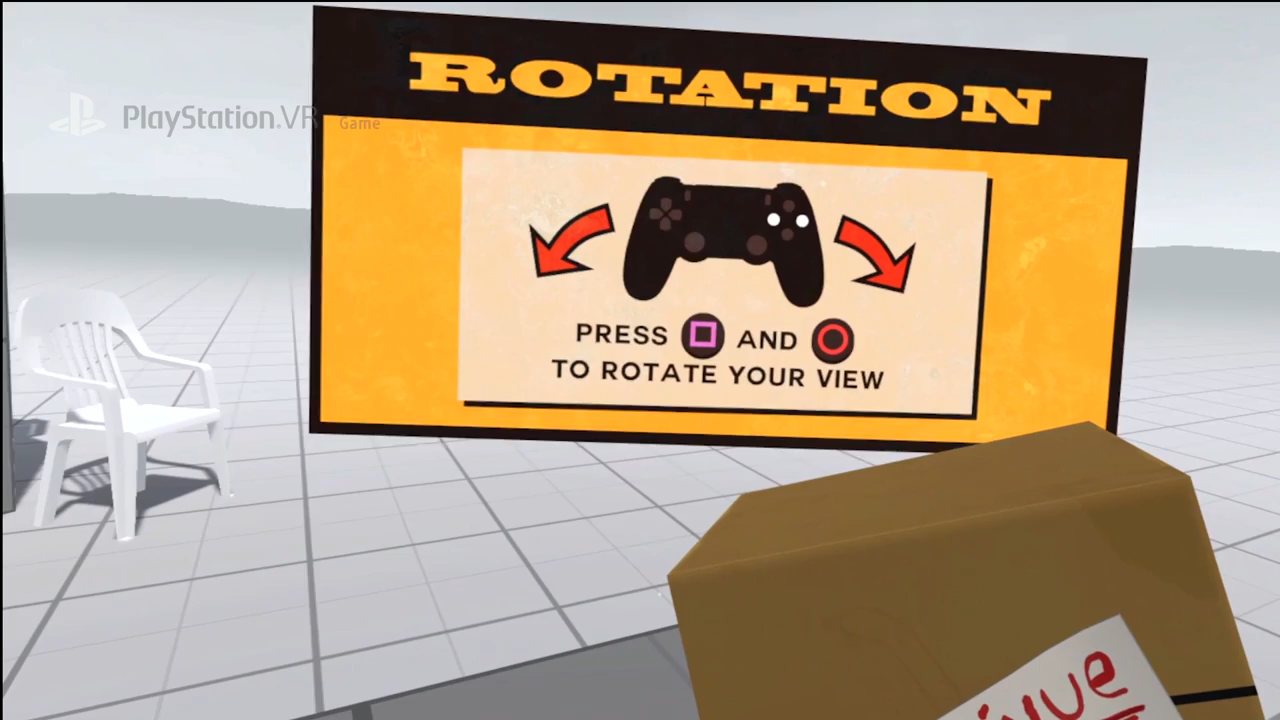 ROTATION
PlayStation.VR
Game
PRESS AND
TO ROTATE YOUR VIEW